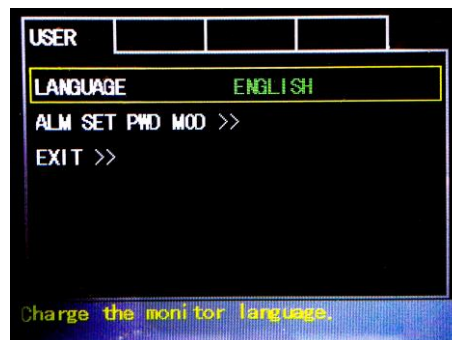 USER
LANGUAGE ENGLISH
ALM SET PWD MOD >>
EXIT >>
Charge the monitor language.